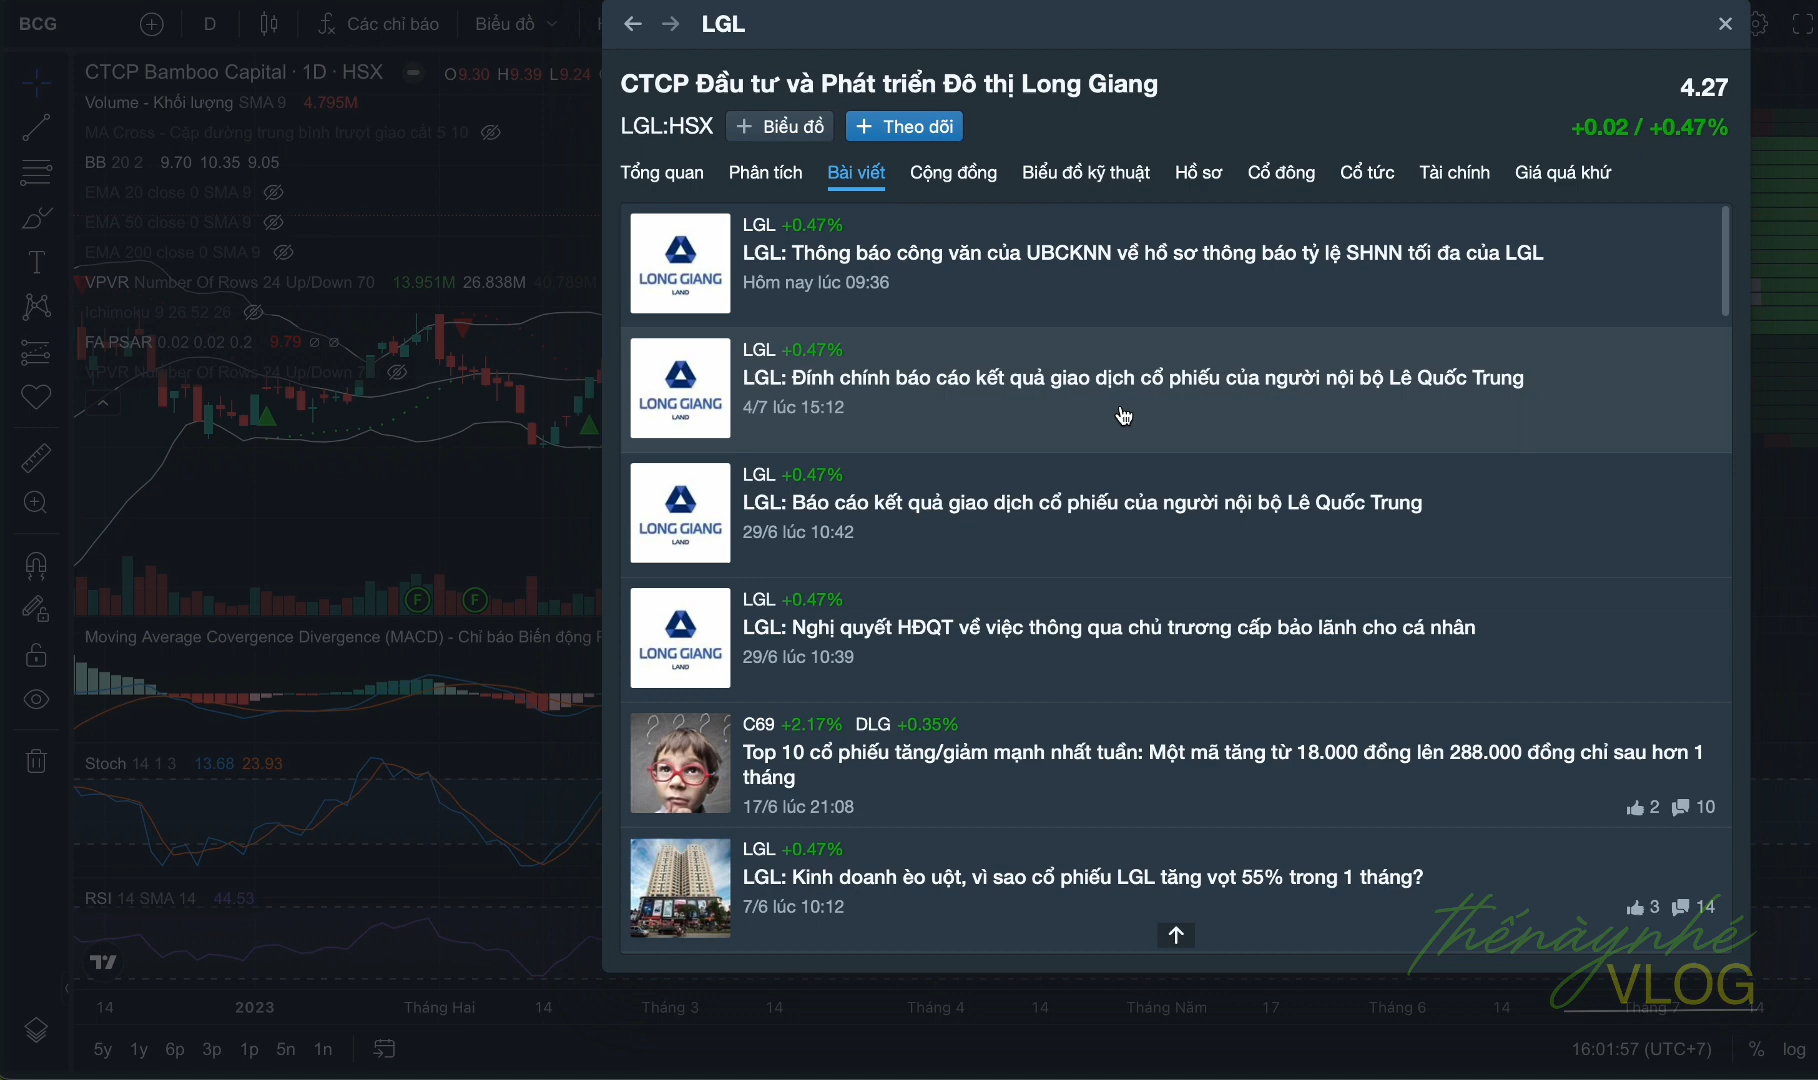 BCG
D
Các chỉ báo
Biểu đồ
LGL
CTCP Bamboo Capital · 1D · HSX
O9.30 H9.39 L9.24
Volume - Khối lượng SMA 9 4.795M
MA Cross - Cặp đường trung bình trượt giao cắt 5 10
BB 20 2 9.70 10.35 9.05
EMA 20 close 0 SMA 9
EMA 50 close 0 SMA 9
EMA 200 close 0 SMA 9
VPVR Number Of Rows 24 Up/Down 70 13.951M 26.838M 40.789M
Ichimoku 9 26 52 26
FA PSAR 0.02 0.02 0.2 9.79 ∅ ∅
VPVR Number Of Rows 24 Up/Down
F F
Moving Average Covergence Divergence (MACD) - Chỉ báo Biến động
Stoch 14 1 3 13.68 23.93
RSI 14 SMA 14 44.53
CTCP Đầu tư và Phát triển Đô thị Long Giang
4.27
LGL:HSX
Biểu đồ
Theo dõi
+0.02 / +0.47%
Tổng quan Phân tích Bài viết Cộng đồng Biểu đồ kỹ thuật Hồ sơ Cổ đông Cổ tức Tài chính Giá quá khứ
LONG GIANG
LAND
LGL +0.47%
LGL: Thông báo công văn của UBCKNN về hồ sơ thông báo tỷ lệ SHNN tối đa của LGL
Hôm nay lúc 09:36
LONG GIANG
LAND
LGL +0.47%
LGL: Đính chính báo cáo kết quả giao dịch cổ phiếu của người nội bộ Lê Quốc Trung
4/7 lúc 15:12
LONG GIANG
LAND
LGL +0.47%
LGL: Báo cáo kết quả giao dịch cổ phiếu của người nội bộ Lê Quốc Trung
29/6 lúc 10:42
LONG GIANG
LAND
LGL +0.47%
LGL: Nghị quyết HĐQT về việc thông qua chủ trương cấp bảo lãnh cho cá nhân
29/6 lúc 10:39
C69 +2.17% DLG +0.35%
Top 10 cổ phiếu tăng/giảm mạnh nhất tuần: Một mã tăng từ 18.000 đồng lên 288.000 đồng chỉ sau hơn 1
tháng
17/6 lúc 21:08
2 10
LGL +0.47%
LGL: Kinh doanh èo uột, vì sao cổ phiếu LGL tăng vọt 55% trong 1 tháng?
7/6 lúc 10:12
3 14
thếnàynhé
VLOG
14 2023 Tháng Hai 14 Tháng 3 14 Tháng 4 14 Tháng Năm 17 Tháng 6 14 Tháng 7 14
5y 1y 6p 3p 1p 5n 1n
16:01:57 (UTC+7) % log